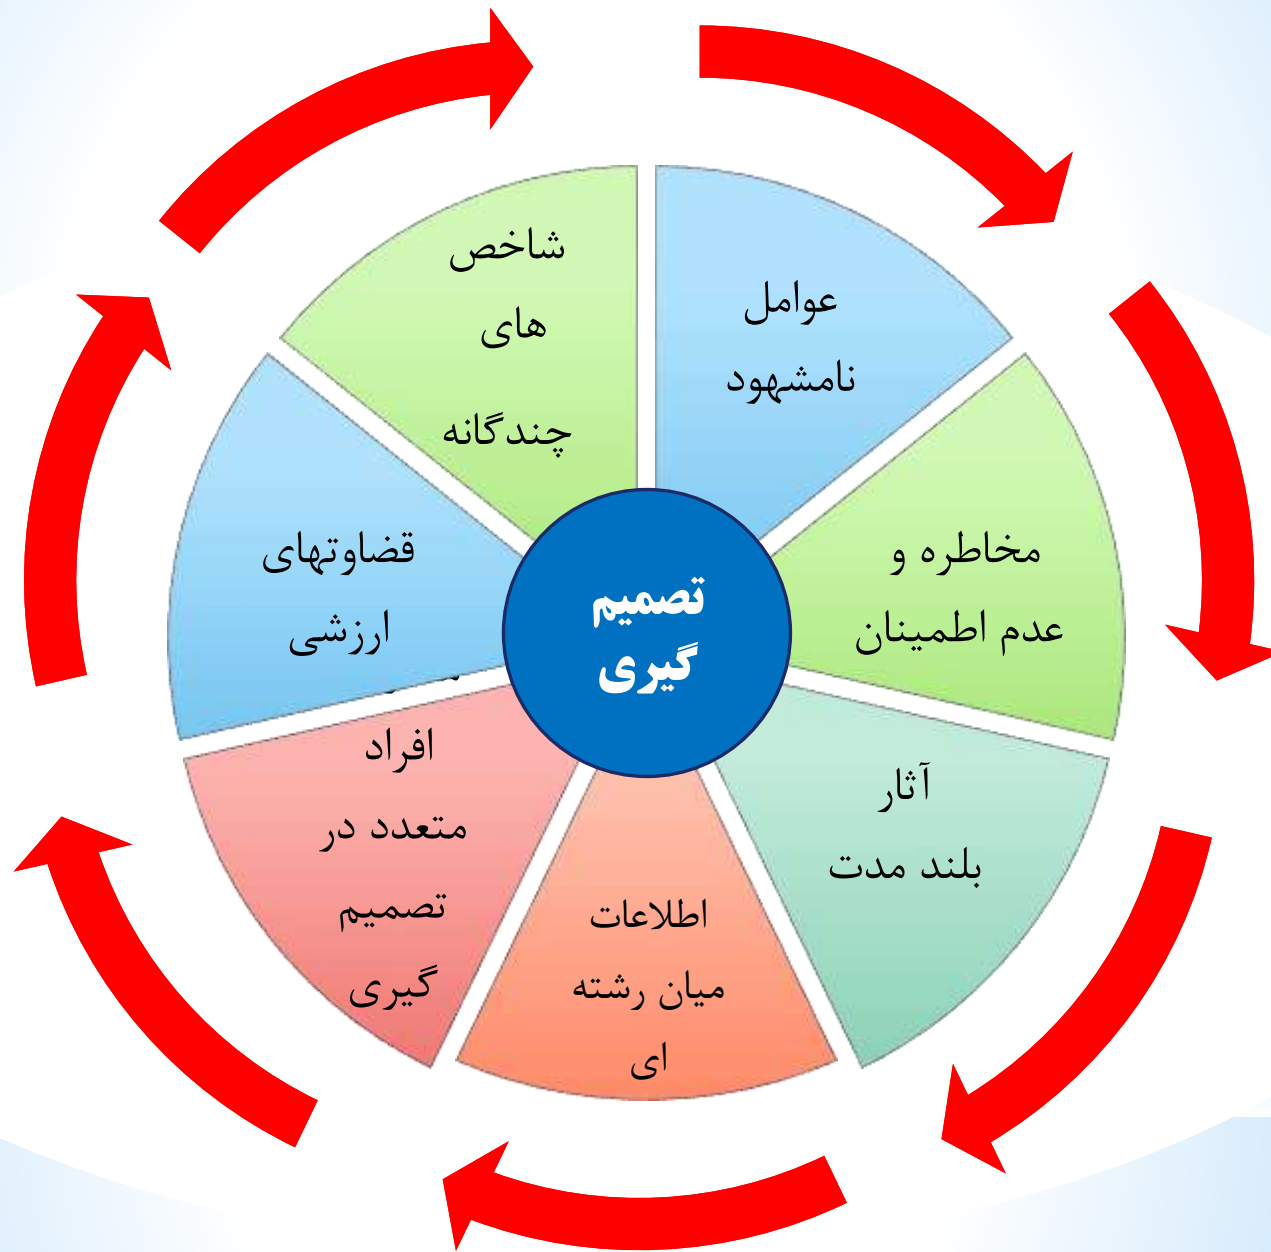 شاخص
های
چندگانه
عوامل
نامشهود
مخاطره و
عدم اطمینان
آثار
بلند مدت
اطلاعات
میان رشته
ای
افراد
متعدد در
تصمیم
گیری
قضاوتهای
ارزشی
تصمیم
گیری